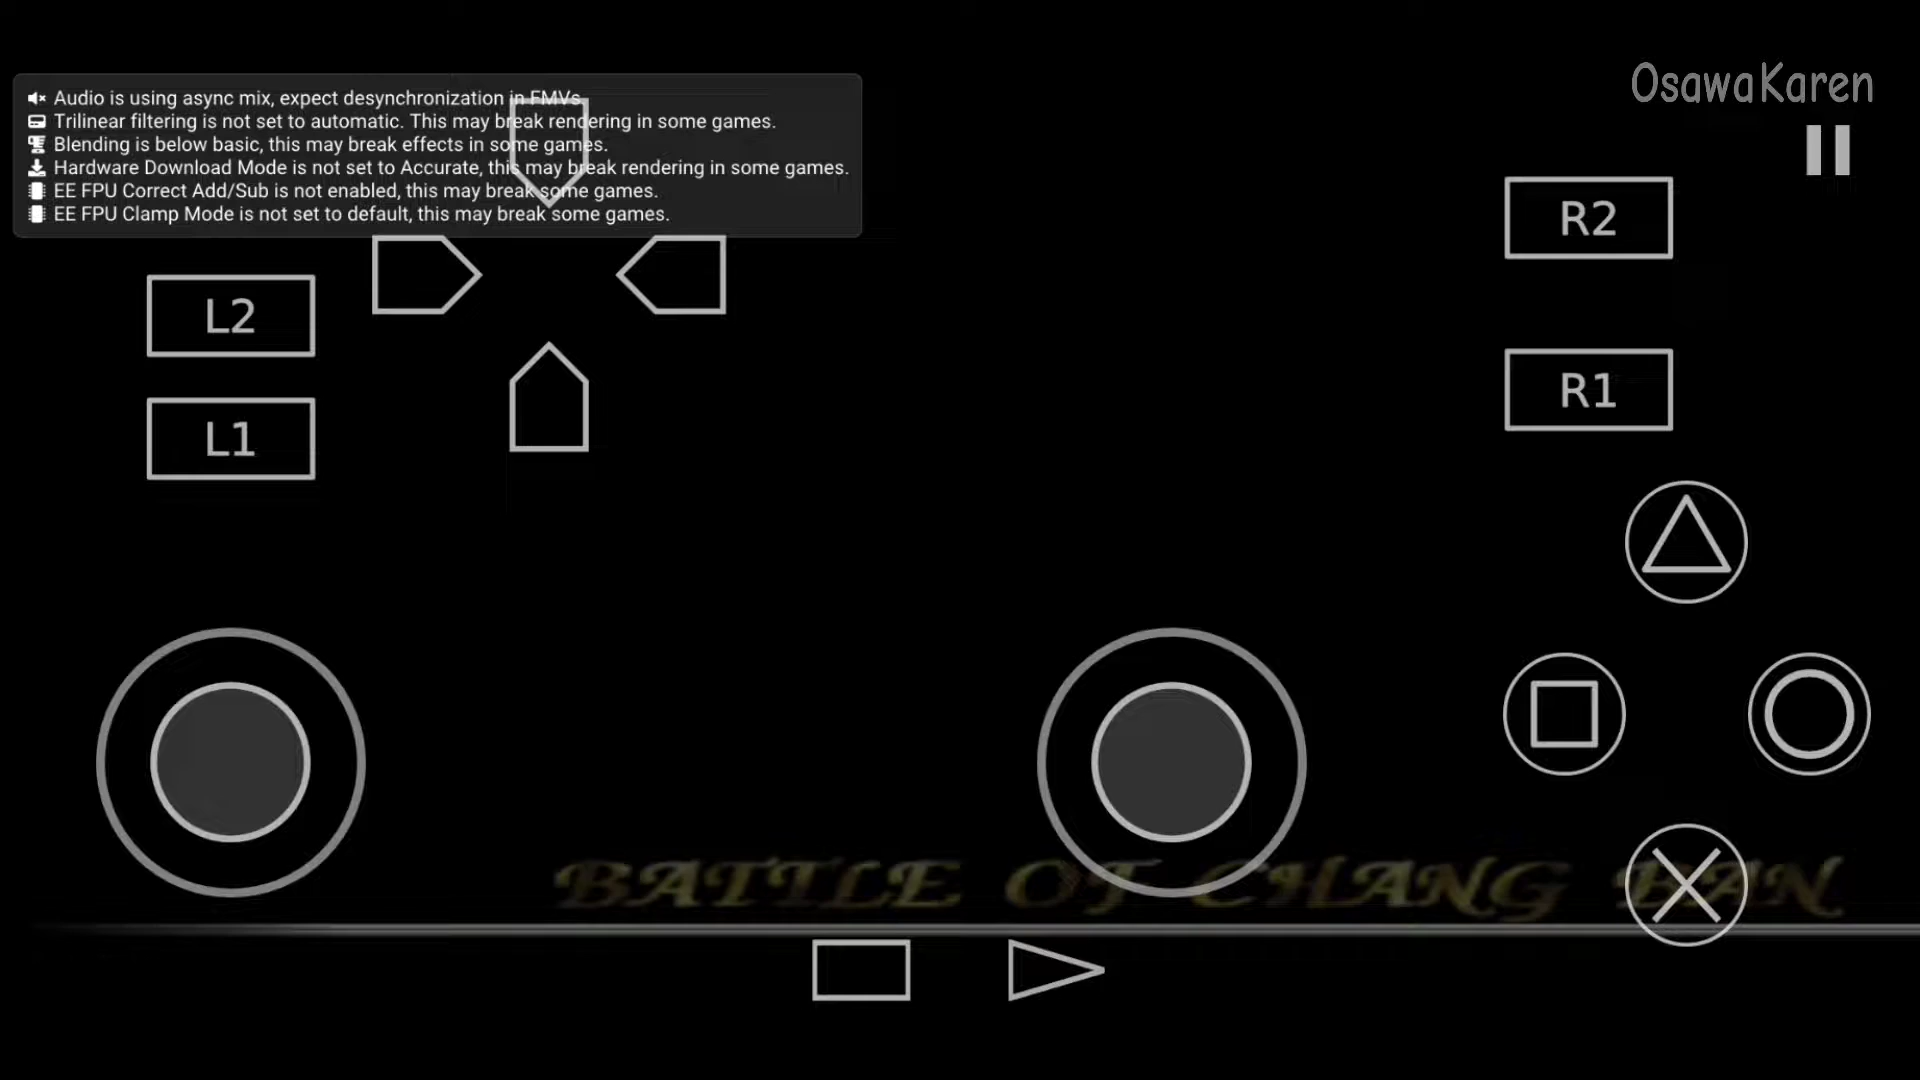 OsawaKaren
Audio is using async mix, expect desynchronization in FMVs.
Trilinear filtering is not set to automatic. This may break rendering in some games.
Blending is below basic, this may break effects in some games.
Hardware Download Mode is not set to Accurate, this may break rendering in some games.
EE FPU Correct Add/Sub is not enabled, this may break some games.
EE FPU Clamp Mode is not set to default, this may break some games.
R2
L2
R1
L1
BATTLE OF CHANG BAN